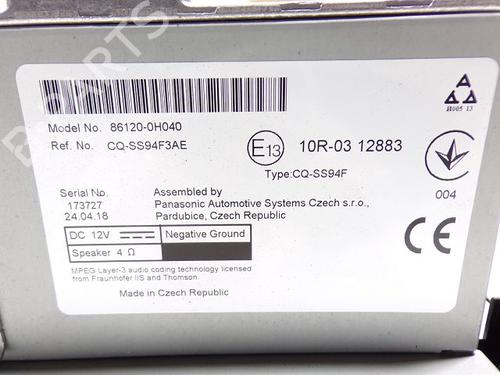 B-PARTS
Model No. 86120-0H040
Ref. No. CQ-SS94F3AE
E13 10R-03 12883
Type:CQ-SS94F
004
Serial No.
173727
24.04.18
Assembled by
Panasonic Automotive Systems Czech s.r.o.,
Pardubice, Czech Republic
DC 12V
Negative Ground
Speaker 4 Ω
CE
MPEG Layer-3 audio coding technology licensed
from Fraunhofer IIS and Thomson.
Made in Czech Republic